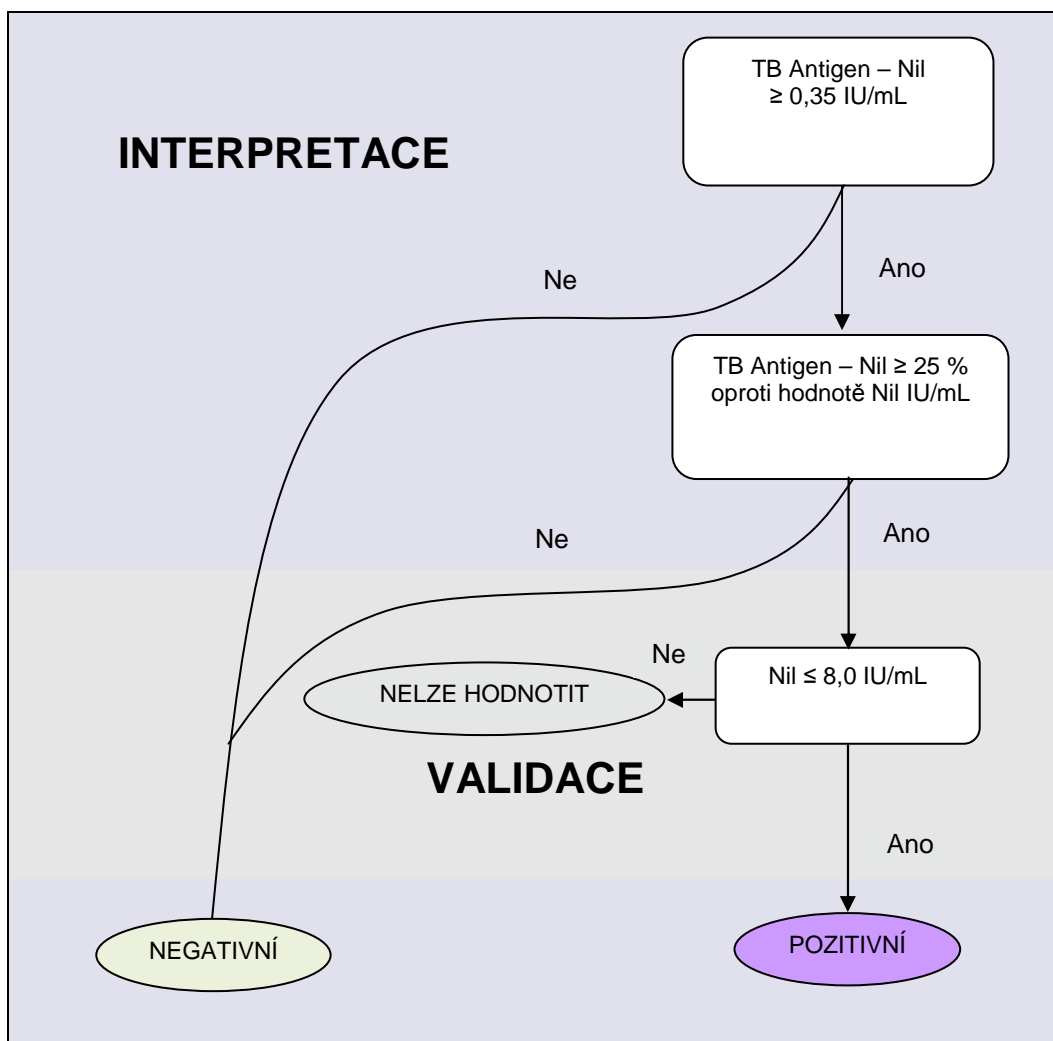 TB Antigen – Nil
≥ 0,35 IU/mL
INTERPRETACE
Ne
Ano
TB Antigen – Nil ≥ 25 %
oproti hodnotě Nil IU/mL
Ne
Ano
Ne
Nil ≤ 8,0 IU/mL
NELZE HODNOTIT
VALIDACE
Ano
NEGATIVNÍ
POZITIVNÍ